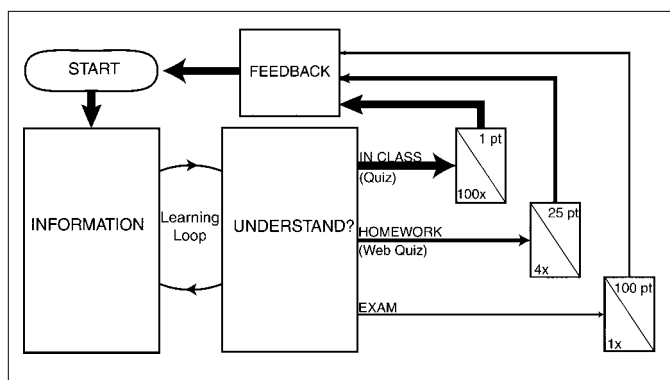 START
FEEDBACK
INFORMATION
Learning
Loop
UNDERSTAND?
IN CLASS
(Quiz)
1 pt
100x
HOMEWORK
(Web Quiz)
25 pt
4x
EXAM
100 pt
1x